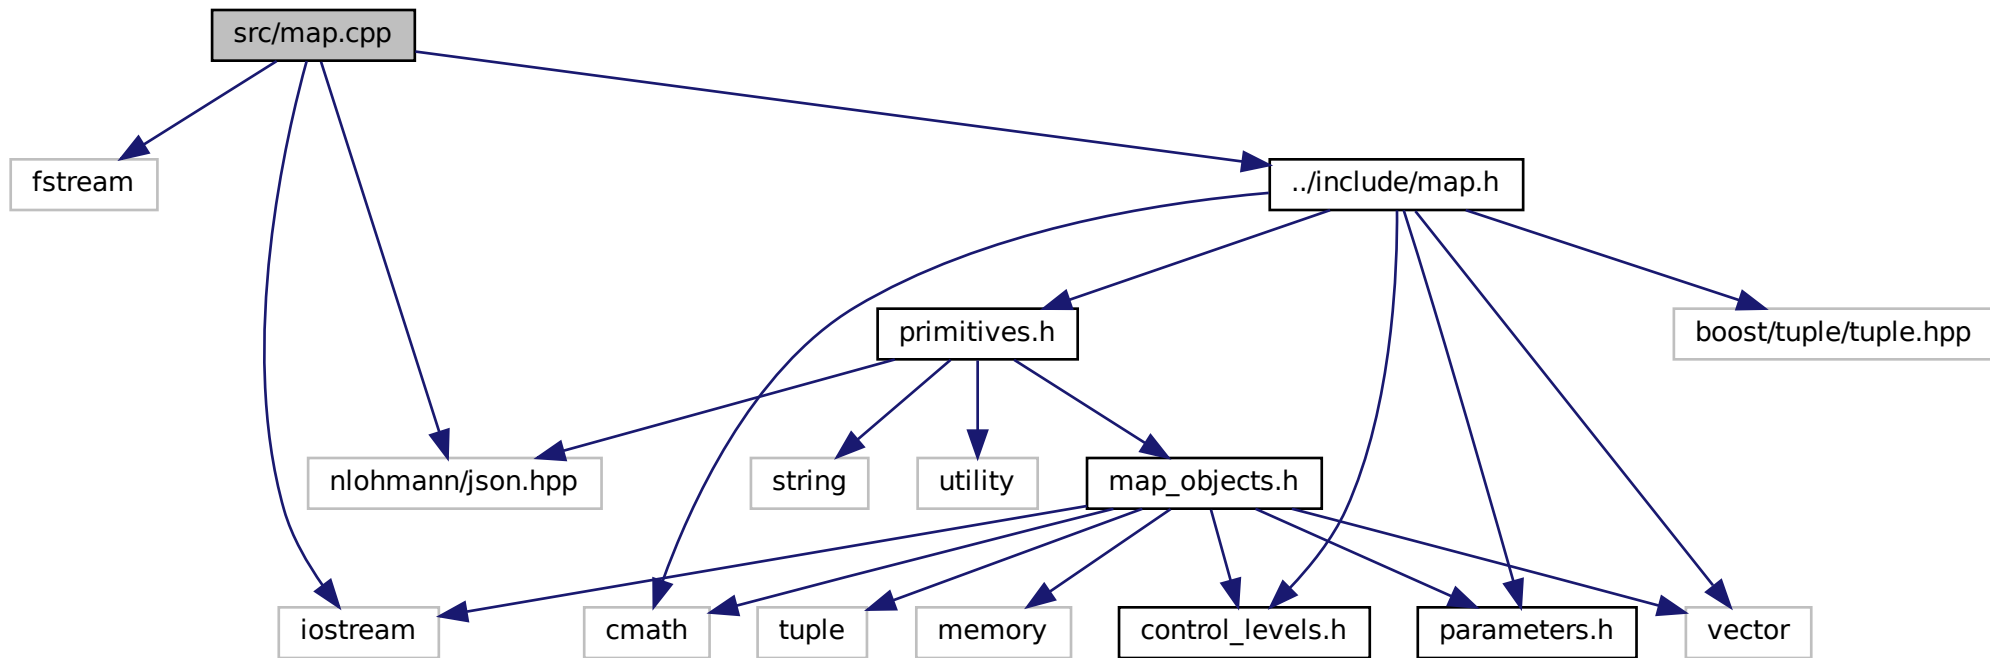 src/map.cpp
fstream
../include/map.h
primitives.h
boost/tuple/tuple.hpp
nlohmann/json.hpp
string
utility
map_objects.h
iostream
cmath
tuple
memory
control_levels.h
parameters.h
vector